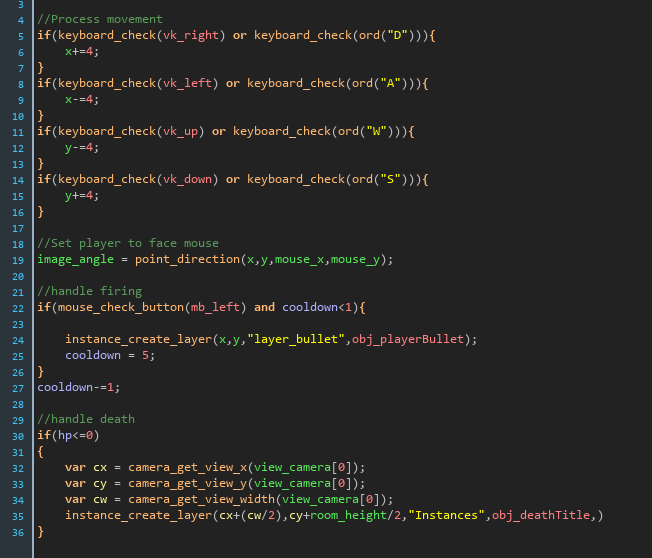 3
4 //Process movement
5 if(keyboard_check(vk_right) or keyboard_check(ord("D"))){
6     x+=4;
7 }
8 if(keyboard_check(vk_left) or keyboard_check(ord("A"))){
9     x-=4;
10 }
11 if(keyboard_check(vk_up) or keyboard_check(ord("W"))){
12     y-=4;
13 }
14 if(keyboard_check(vk_down) or keyboard_check(ord("S"))){
15     y+=4;
16 }
17
18 //Set player to face mouse
19 image_angle = point_direction(x,y,mouse_x,mouse_y);
20
21 //handle firing
22 if(mouse_check_button(mb_left) and cooldown<1){
23
24     instance_create_layer(x,y,"layer_bullet",obj_playerBullet);
25     cooldown = 5;
26 }
27 cooldown-=1;
28
29 //handle death
30 if(hp<=0)
31 {
32     var cx = camera_get_view_x(view_camera[0]);
33     var cy = camera_get_view_y(view_camera[0]);
34     var cw = camera_get_view_width(view_camera[0]);
35     instance_create_layer(cx+(cw/2),cy+room_height/2,"Instances",obj_deathTitle,)
36 }